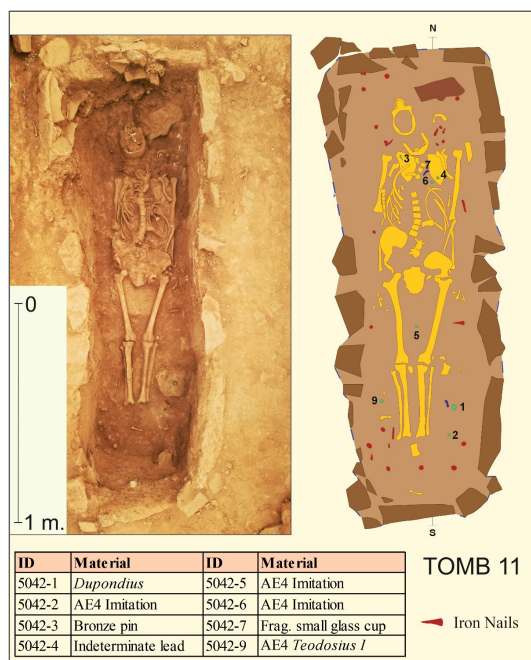 N
3
7
4
6
5
9
1
2
S
0
1 m.
ID Material ID Material
5042-1 Dupondius 5042-5 AE4 Imitation
5042-2 AE4 Imitation 5042-6 AE4 Imitation
5042-3 Bronze pin 5042-7 Frag. small glass cup
5042-4 Indeterminate lead 5042-9 AE4 Teodosius I
TOMB 11
Iron Nails